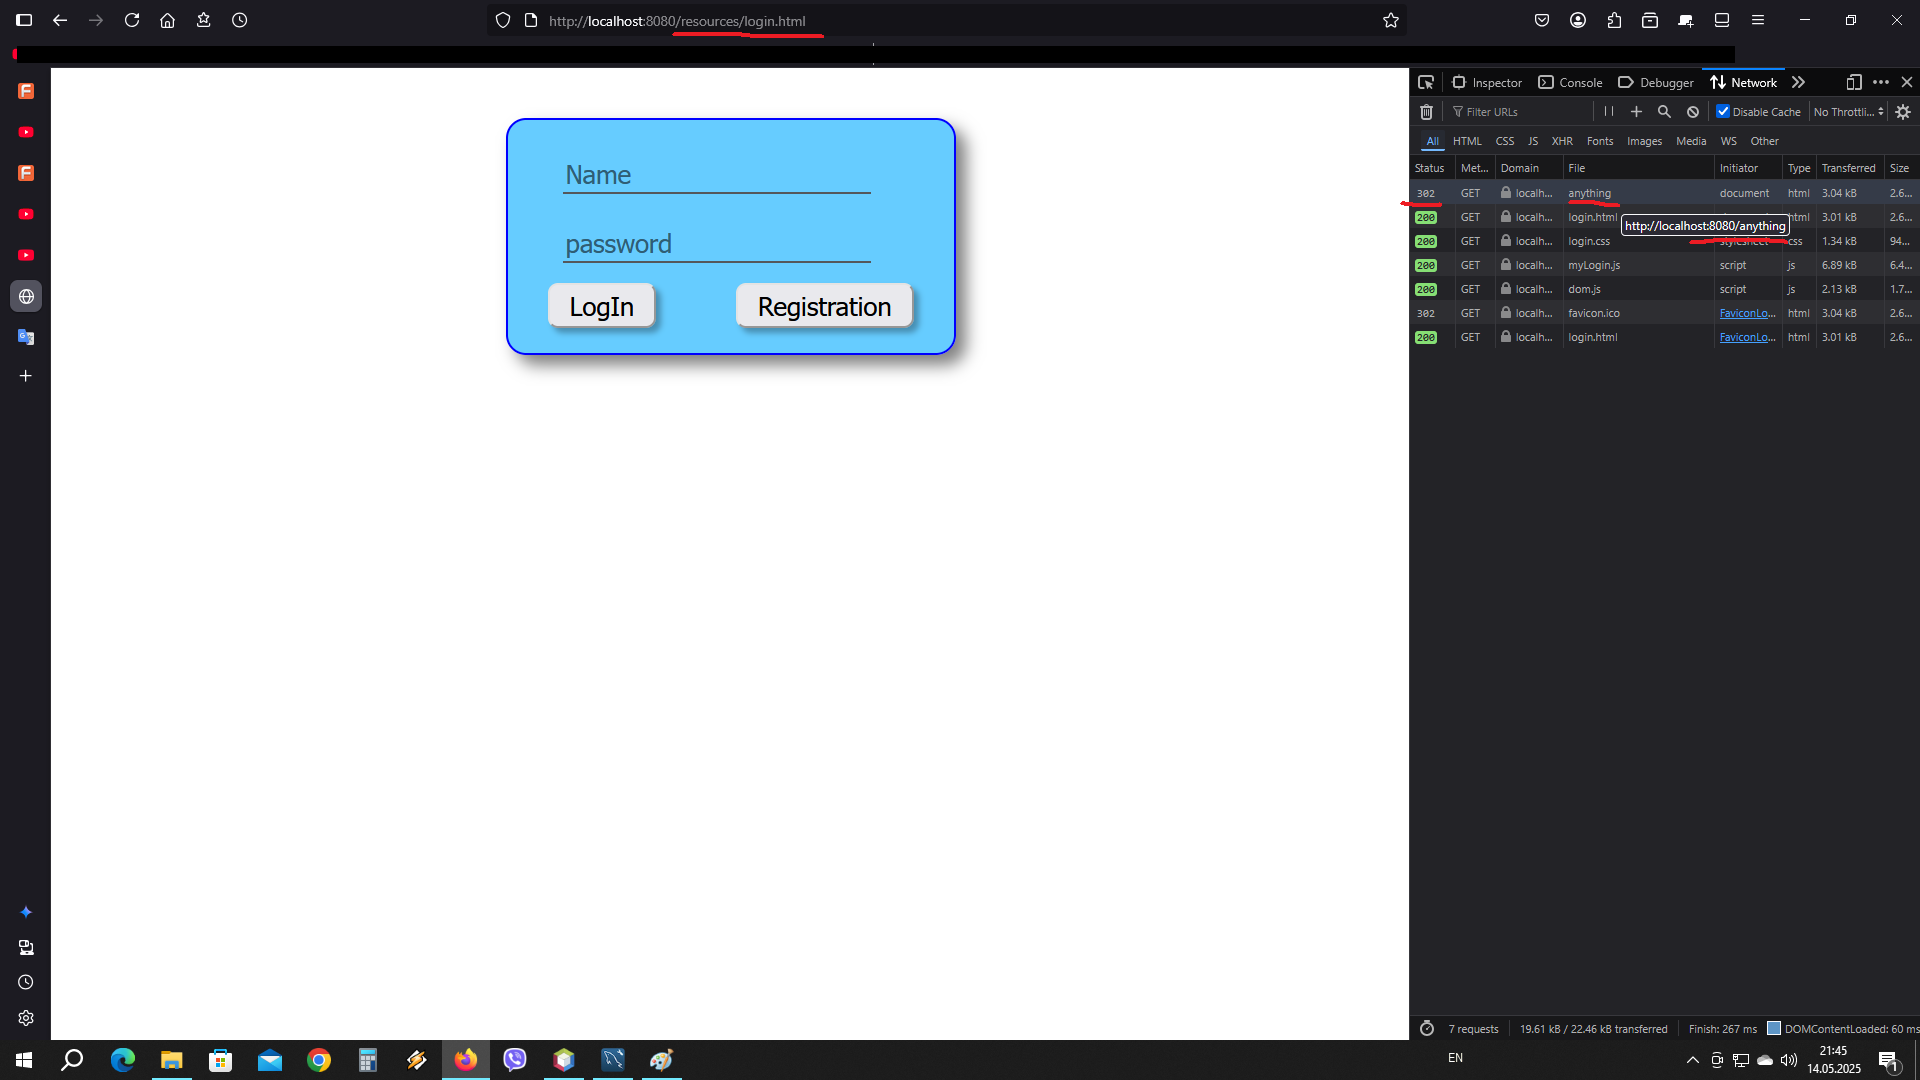 http://localhost:8080/resources/login.html
Inspector Console Debugger Network
Filter URLs Disable Cache No Throttli...
All HTML CSS JS XHR Fonts Images Media WS Other
Status Met... Domain File Initiator Type Transferred Size
302 GET localh... anything document html 3.04 kB 2.6...
200 GET localh... login.html html 3.01 kB 2.6...
http://localhost:8080/anything
200 GET localh... login.css stylesheet css 1.34 kB 94...
200 GET localh... myLogin.js script js 6.89 kB 6.4...
200 GET localh... dom.js script js 2.13 kB 1.7...
302 GET localh... favicon.ico FaviconLo... html 3.04 kB 2.6...
200 GET localh... login.html FaviconLo... html 3.01 kB 2.6...
Name
password
LogIn Registration
7 requests 19.61 kB / 22.46 kB transferred Finish: 267 ms DOMContentLoaded: 60 ms
EN
21:45
14.05.2025
1